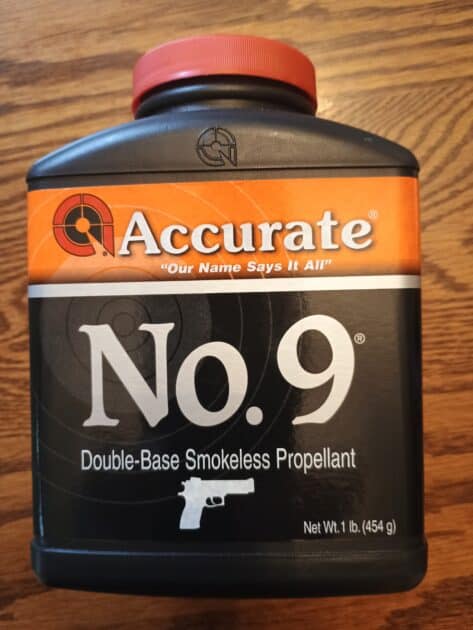 Accurate®
"Our Name Says It All"
No.9®
Double-Base Smokeless Propellant
Net Wt. 1 lb. (454 g)